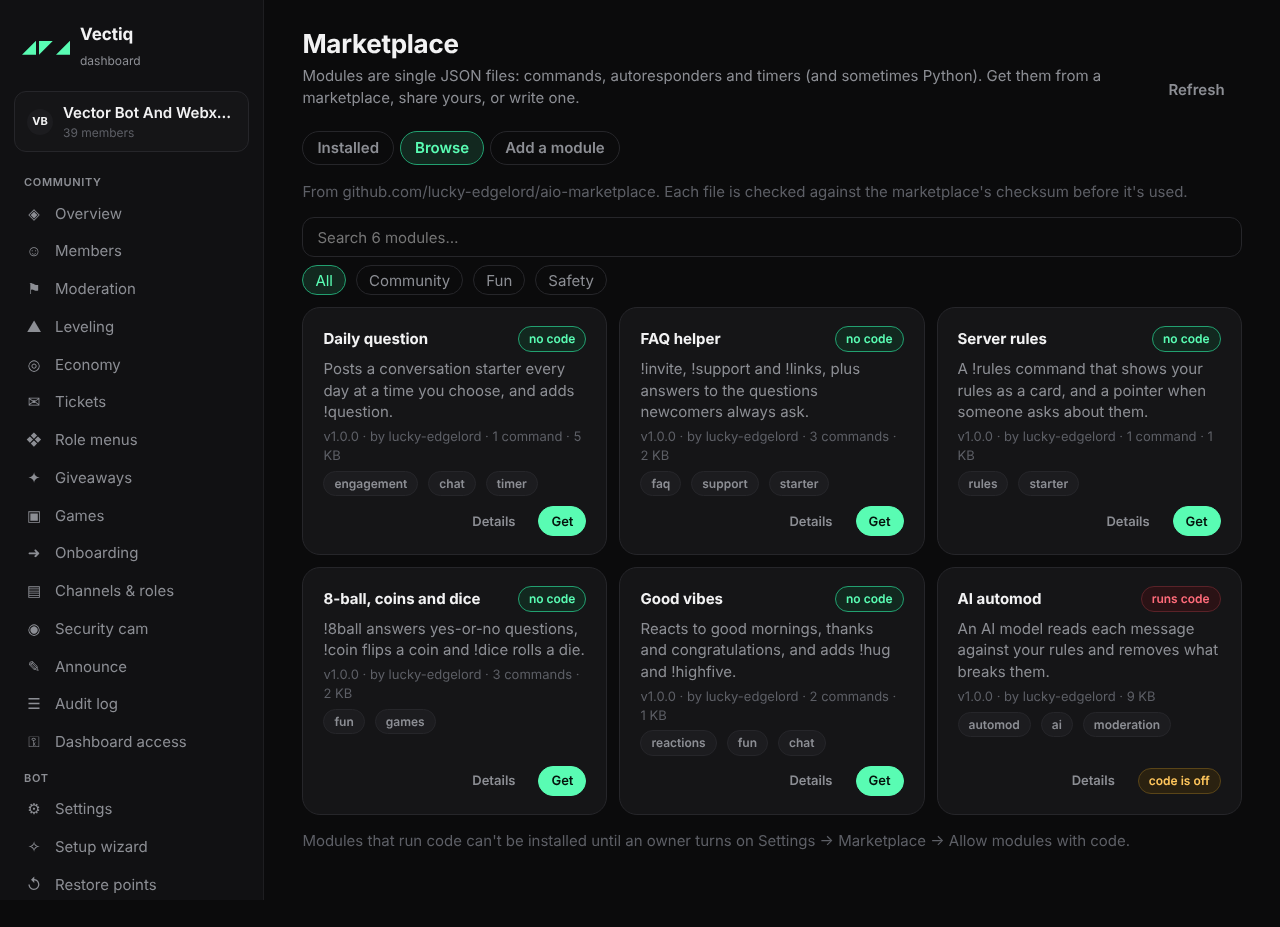 Vectiq
dashboard
VB
Vector Bot And Webx...
39 members
COMMUNITY
Overview
Members
Moderation
Leveling
Economy
Tickets
Role menus
Giveaways
Games
Onboarding
Channels & roles
Security cam
Announce
Audit log
Dashboard access
BOT
Settings
Setup wizard
Restore points
Marketplace
Modules are single JSON files: commands, autoresponders and timers (and sometimes Python). Get them from a
marketplace, share yours, or write one.
Refresh
Installed
Browse
Add a module
From github.com/lucky-edgelord/aio-marketplace. Each file is checked against the marketplace's checksum before it's used.
Search 6 modules...
All
Community
Fun
Safety
Daily question
no code
Posts a conversation starter every
day at a time you choose, and adds
!question.
v1.0.0 · by lucky-edgelord · 1 command · 5
KB
engagement
chat
timer
Details
Get
FAQ helper
no code
!invite, !support and !links, plus
answers to the questions
newcomers always ask.
v1.0.0 · by lucky-edgelord · 3 commands ·
2 KB
faq
support
starter
Details
Get
Server rules
no code
A !rules command that shows your
rules as a card, and a pointer when
someone asks about them.
v1.0.0 · by lucky-edgelord · 1 command · 1
KB
rules
starter
Details
Get
8-ball, coins and dice
no code
!8ball answers yes-or-no questions,
!coin flips a coin and !dice rolls a die.
v1.0.0 · by lucky-edgelord · 3 commands ·
2 KB
fun
games
Details
Get
Good vibes
no code
Reacts to good mornings, thanks
and congratulations, and adds !hug
and !highfive.
v1.0.0 · by lucky-edgelord · 2 commands ·
1 KB
reactions
fun
chat
Details
Get
AI automod
runs code
An AI model reads each message
against your rules and removes what
breaks them.
v1.0.0 · by lucky-edgelord · 9 KB
automod
ai
moderation
Details
code is off
Modules that run code can't be installed until an owner turns on Settings → Marketplace → Allow modules with code.